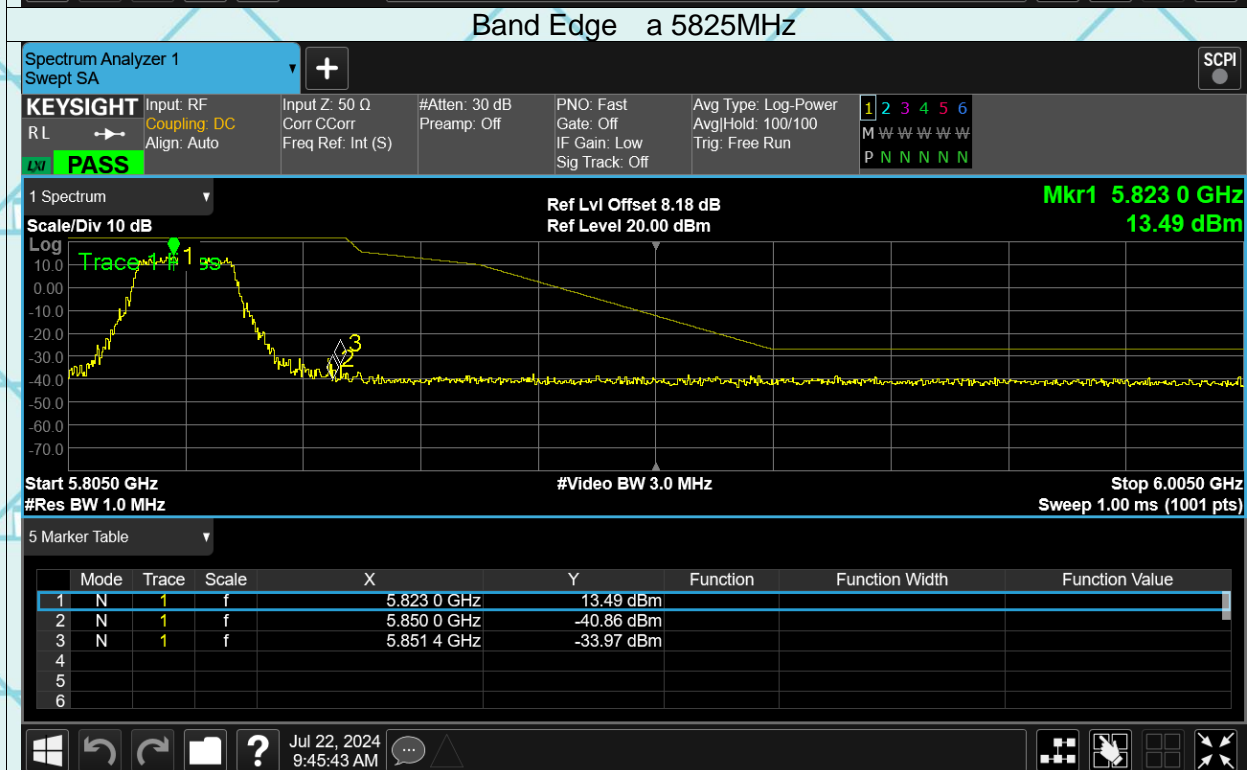 Band Edge a 5825MHz
Spectrum Analyzer 1
Swept SA
+
SCPI
KEYSIGHT Input: RF Input Z: 50 Ω #Atten: 30 dB PNO: Fast Avg Type: Log-Power 1 2 3 4 5 6
RL Coupling: DC Corr CCorr Preamp: Off Gate: Off Avg|Hold: 100/100 M W W W W W W
Align: Auto Freq Ref: Int (S) IF Gain: Low Trig: Free Run
LXI PASS Sig Track: Off P N N N N N
1 Spectrum Ref Lvl Offset 8.18 dB Mkr1 5.823 0 GHz
Scale/Div 10 dB Ref Level 20.00 dBm 13.49 dBm
Log
Trace 1 1
10.0
0.00
-10.0
-20.0
-30.0
3
2
-40.0
-50.0
-60.0
-70.0
Start 5.8050 GHz #Video BW 3.0 MHz Stop 6.0050 GHz
#Res BW 1.0 MHz Sweep 1.00 ms (1001 pts)
5 Marker Table
Mode Trace Scale X Y Function Function Width Function Value
1 N 1 f 5.823 0 GHz 13.49 dBm
2 N 1 f 5.850 0 GHz -40.86 dBm
3 N 1 f 5.851 4 GHz -33.97 dBm
4
5
6
? Jul 22, 2024
9:45:43 AM